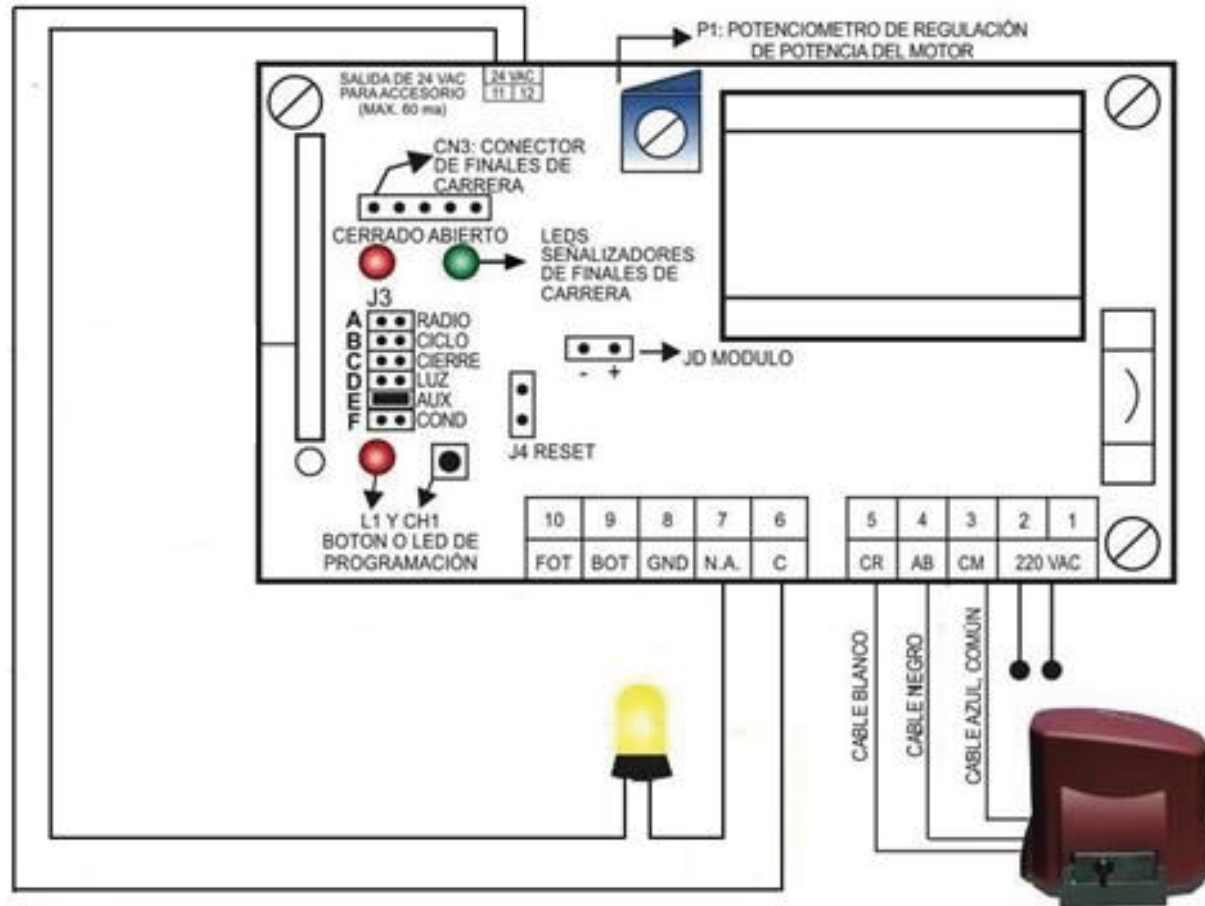 P1: POTENCIOMETRO DE REGULACIÓN
DE POTENCIA DEL MOTOR
SALIDA DE 24 VAC
PARA ACCESORIO
(MAX. 60 ma)
24 VAC
11 12
CN3: CONECTOR
DE FINALES DE
CARRERA
CERRADO ABIERTO
LEDS
SEÑALIZADORES
DE FINALES DE
CARRERA
J3
A RADIO
B CICLO
C CIERRE
D LUZ
E AUX
F COND
- +
JD MODULO
J4 RESET
L1 Y CH1
BOTON O LED DE
PROGRAMACIÓN
10 9 8 7 6
FOT BOT GND N.A. C
5 4 3 2 1
CR AB CM 220 VAC
CABLE BLANCO
CABLE NEGRO
CABLE AZUL, COMÚN